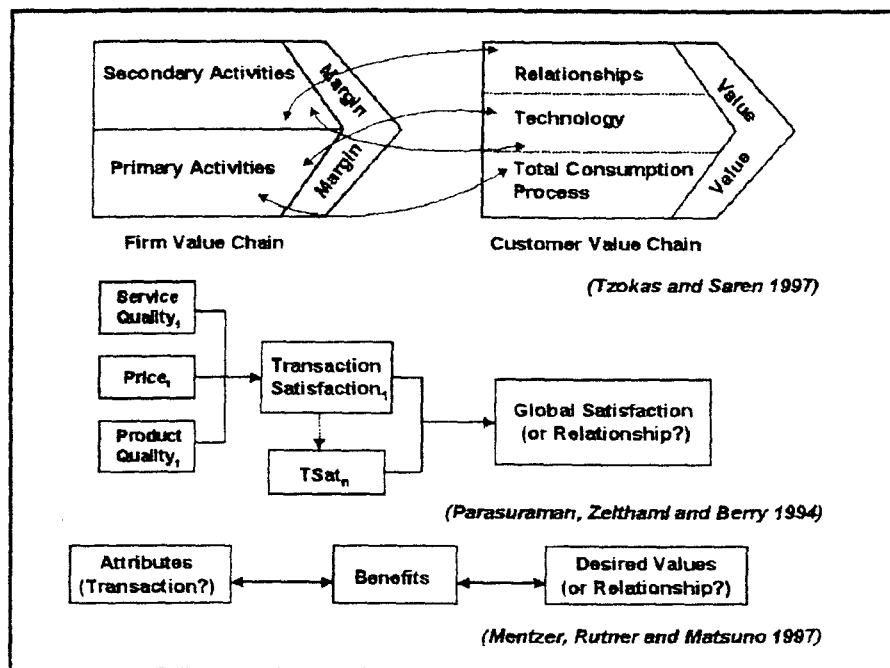 Secondary Activities
Margin
Primary Activities
Margin
Firm Value Chain
Relationships
Technology
Total Consumption
Process
Value
Value
Customer Value Chain
(Tzokas and Saren 1997)
Service
Quality₁
Price₁
Product
Quality₁
Transaction
Satisfaction₁
TSatₙ
Global Satisfaction
(or Relationship?)
(Parasuraman, Zeithaml and Berry 1994)
Attributes
(Transaction?)
Benefits
Desired Values
(or Relationship?)
(Mentzer, Rutner and Matsuno 1997)